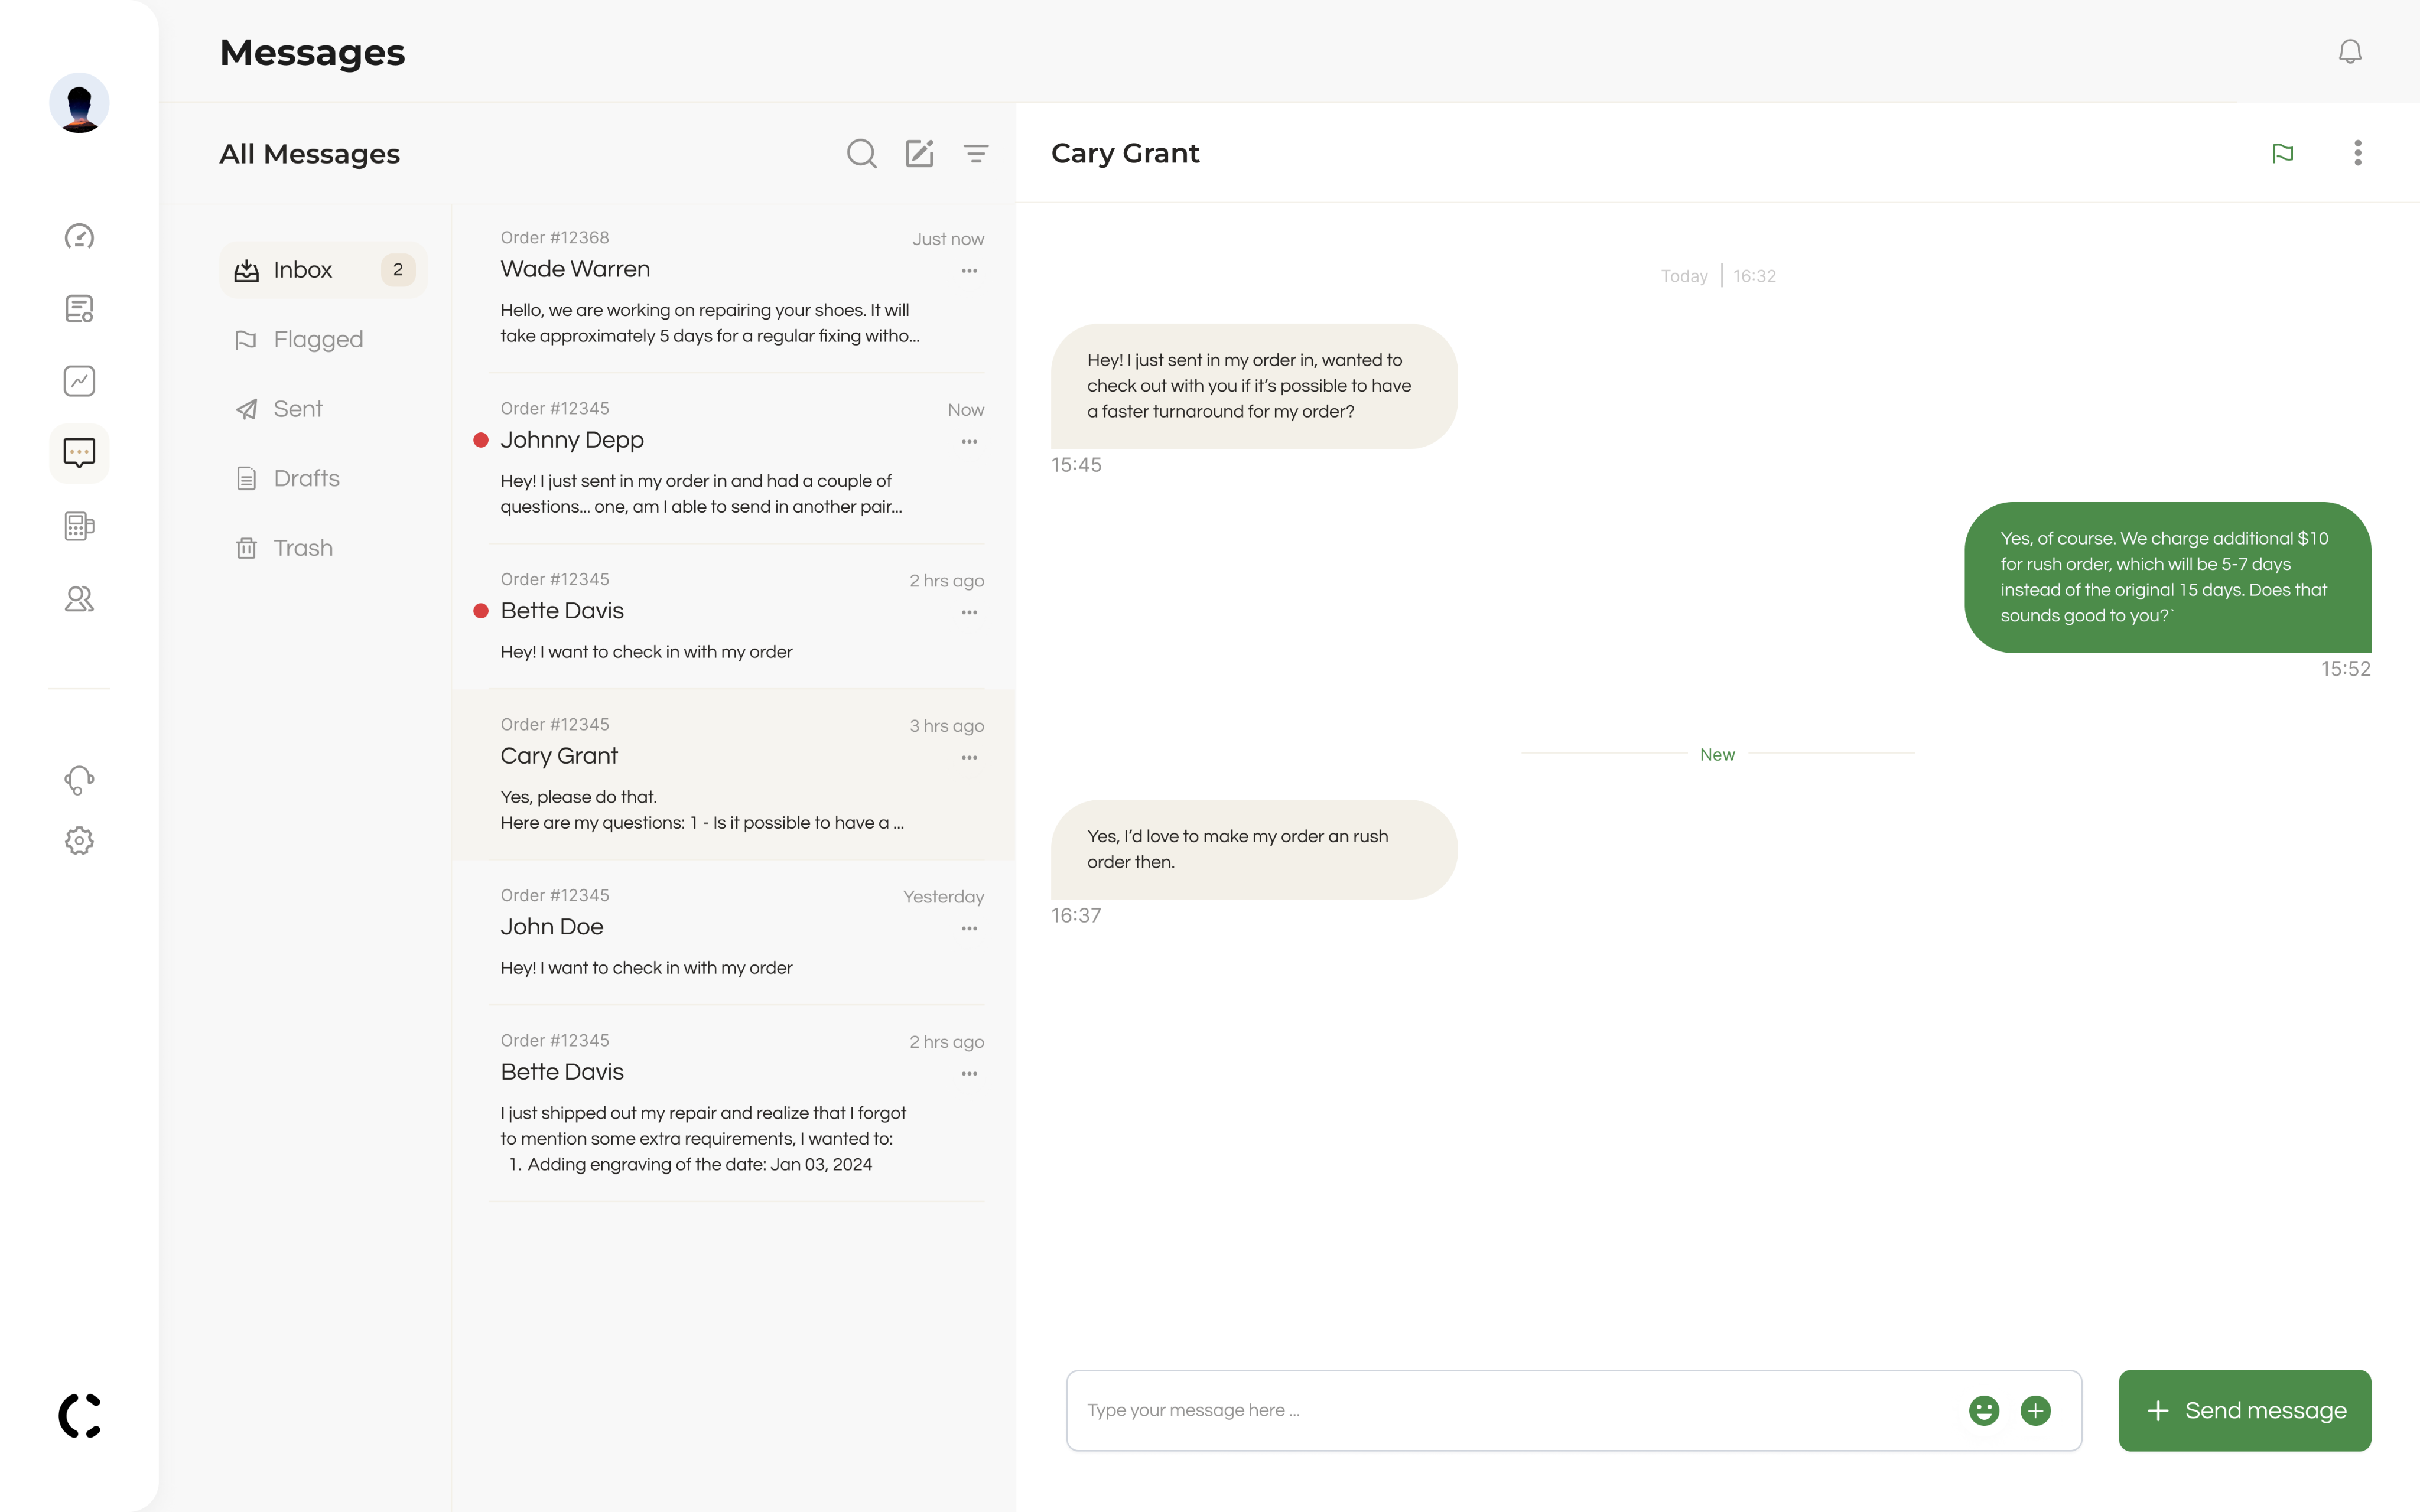 Messages
All Messages
Inbox
2
Flagged
Sent
Drafts
Trash
Order #12368
Just now
Wade Warren
Hello, we are working on repairing your shoes. It will
take approximately 5 days for a regular fixing witho...
Order #12345
Now
Johnny Depp
Hey! I just sent in my order in and had a couple of
questions... one, am I able to send in another pair...
Order #12345
2 hrs ago
Bette Davis
Hey! I want to check in with my order
Order #12345
3 hrs ago
Cary Grant
Yes, please do that.
Here are my questions: 1 - Is it possible to have a ...
Order #12345
Yesterday
John Doe
Hey! I want to check in with my order
Order #12345
2 hrs ago
Bette Davis
I just shipped out my repair and realize that I forgot
to mention some extra requirements, I wanted to:
1. Adding engraving of the date: Jan 03, 2024
Cary Grant
Today | 16:32
Hey! I just sent in my order in, wanted to
check out with you if it’s possible to have
a faster turnaround for my order?
15:45
Yes, of course. We charge additional $10
for rush order, which will be 5-7 days
instead of the original 15 days. Does that
sounds good to you?`
15:52
New
Yes, I’d love to make my order an rush
order then.
16:37
Type your message here ...
Send message